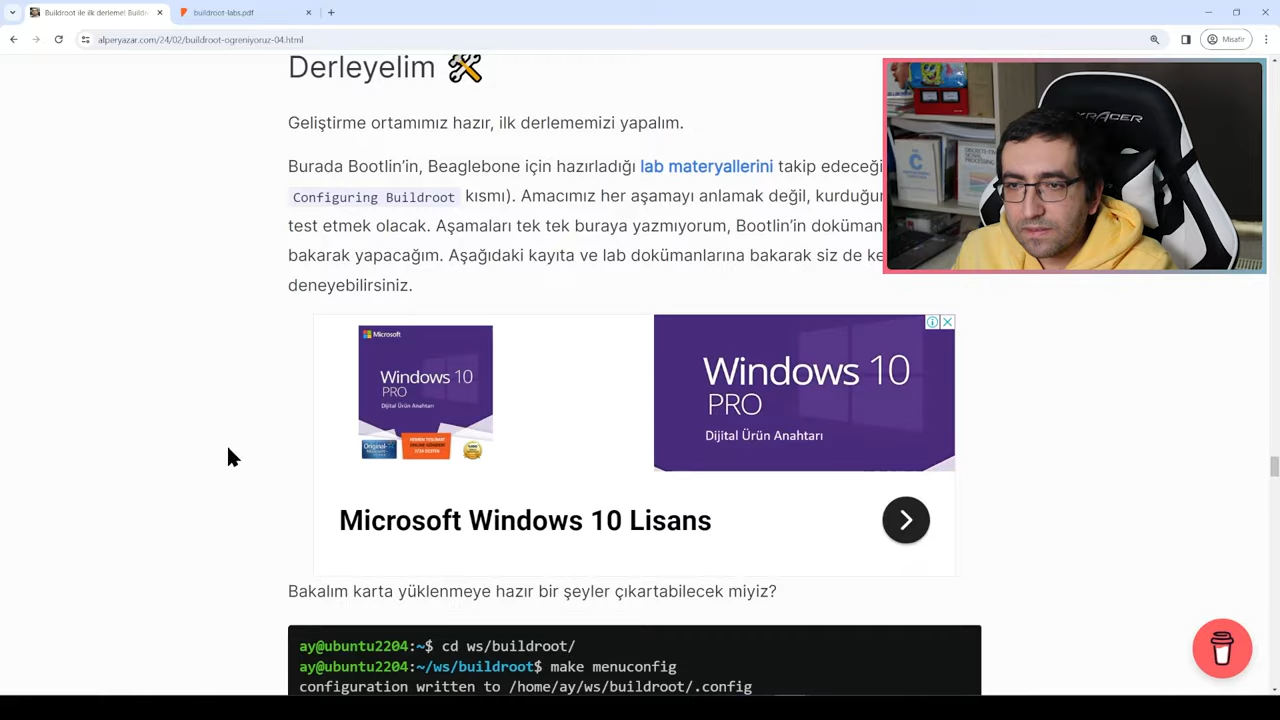 Buildroot ile ilk derleme! Buildr
buildroot-labs.pdf
alperyazar.com/24/02/buildroot-ogreniyoruz-04.html
Misafir
Derleyelim 🛠
Geliştirme ortamımız hazır, ilk derlememizi yapalım.
Burada Bootlin'in, Beaglebone için hazırladığı lab materyallerini takip edeceği
Configuring Buildroot kısmı). Amacımız her aşamayı anlamak değil, kurduğur
test etmek olacak. Aşamaları tek tek buraya yazmıyorum, Bootlin'in doküman
bakarak yapacağım. Aşağıdaki kayıta ve lab dokümanlarına bakarak siz de ke
deneyebilirsiniz.
Microsoft
Windows 10
PRO
Dijital Ürün Anahtarı
Windows 10
PRO
Dijital Ürün Anahtarı
Microsoft Windows 10 Lisans
Bakalım karta yüklenmeye hazır bir şeyler çıkartabilecek miyiz?
ay@ubuntu2204:~$ cd ws/buildroot/
ay@ubuntu2204:~/ws/buildroot$ make menuconfig
configuration written to /home/ay/ws/buildroot/.config